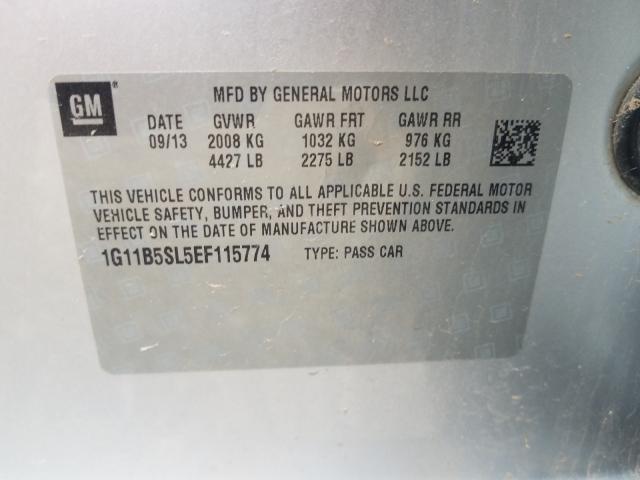 GM
MFD BY GENERAL MOTORS LLC
DATE GVWR GAWR FRT GAWR RR
09/13 2008 KG 1032 KG 976 KG
4427 LB 2275 LB 2152 LB
THIS VEHICLE CONFORMS TO ALL APPLICABLE U.S. FEDERAL MOTOR
VEHICLE SAFETY, BUMPER, AND THEFT PREVENTION STANDARDS IN
EFFECT ON DATE OF MANUFACTURE SHOWN ABOVE.
1G11B5SL5EF115774 TYPE: PASS CAR